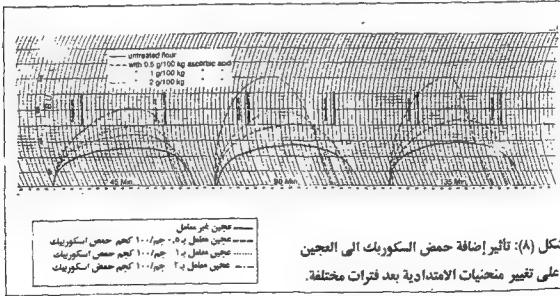 untreated flour
with 0.5 g/100 kg ascorbic acid
" 1 g/100 kg "
" 2 g/100 kg "
45 Min.
90 Min.
135 Min.
عجين غير معامل
عجين معامل بـ ٠,٥ جم/١٠٠ كجم حمض اسكوربيك
عجين معامل بـ ١ جم/١٠٠ كجم حمض اسكوربيك
عجين معامل بـ ٢ جم/١٠٠ كجم حمض اسكوربيك
شكل (٨): تأثير إضافة حمض السكوربك الى العجين
على تغيير منحنيات الامتدادية بعد فترات مختلفة.